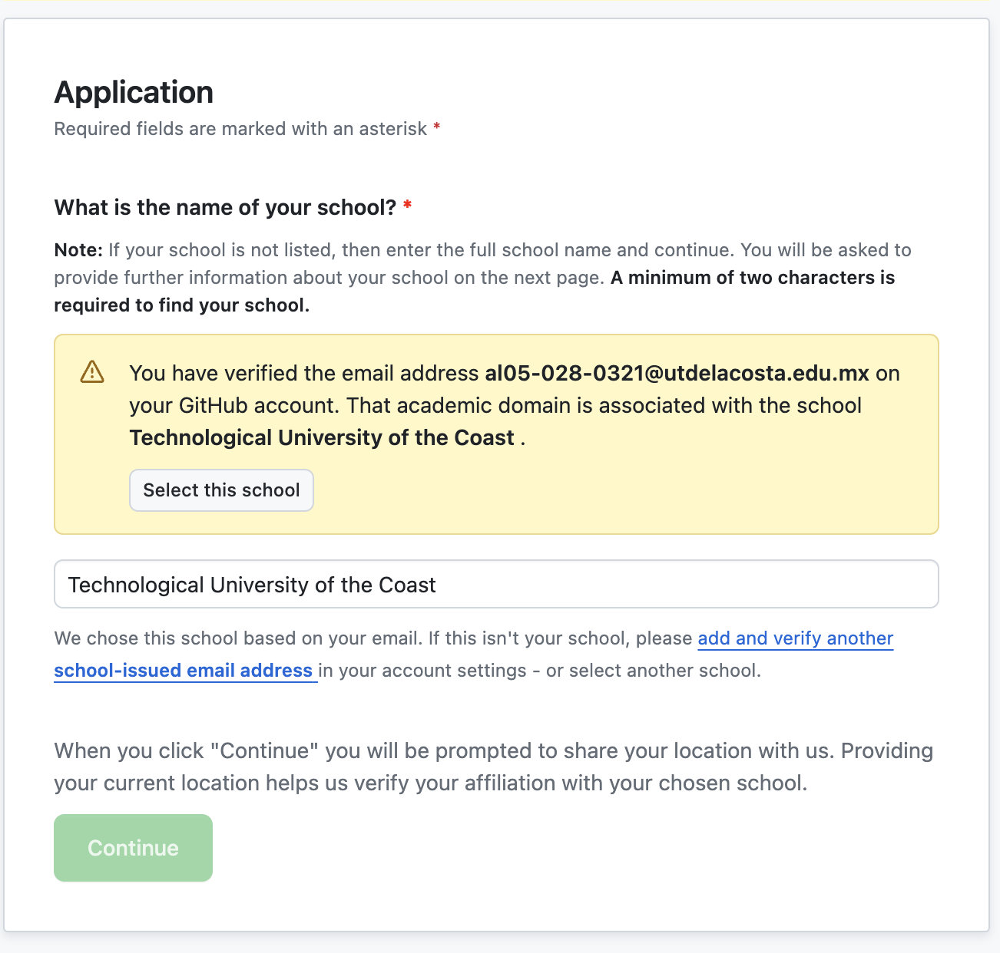 Application
Required fields are marked with an asterisk *
What is the name of your school? *
Note: If your school is not listed, then enter the full school name and continue. You will be asked to
provide further information about your school on the next page. A minimum of two characters is
required to find your school.
You have verified the email address al05-028-0321@utdelacosta.edu.mx on
your GitHub account. That academic domain is associated with the school
Technological University of the Coast .
Select this school
Technological University of the Coast
We chose this school based on your email. If this isn't your school, please add and verify another
school-issued email address in your account settings - or select another school.
When you click "Continue" you will be prompted to share your location with us. Providing
your current location helps us verify your affiliation with your chosen school.
Continue